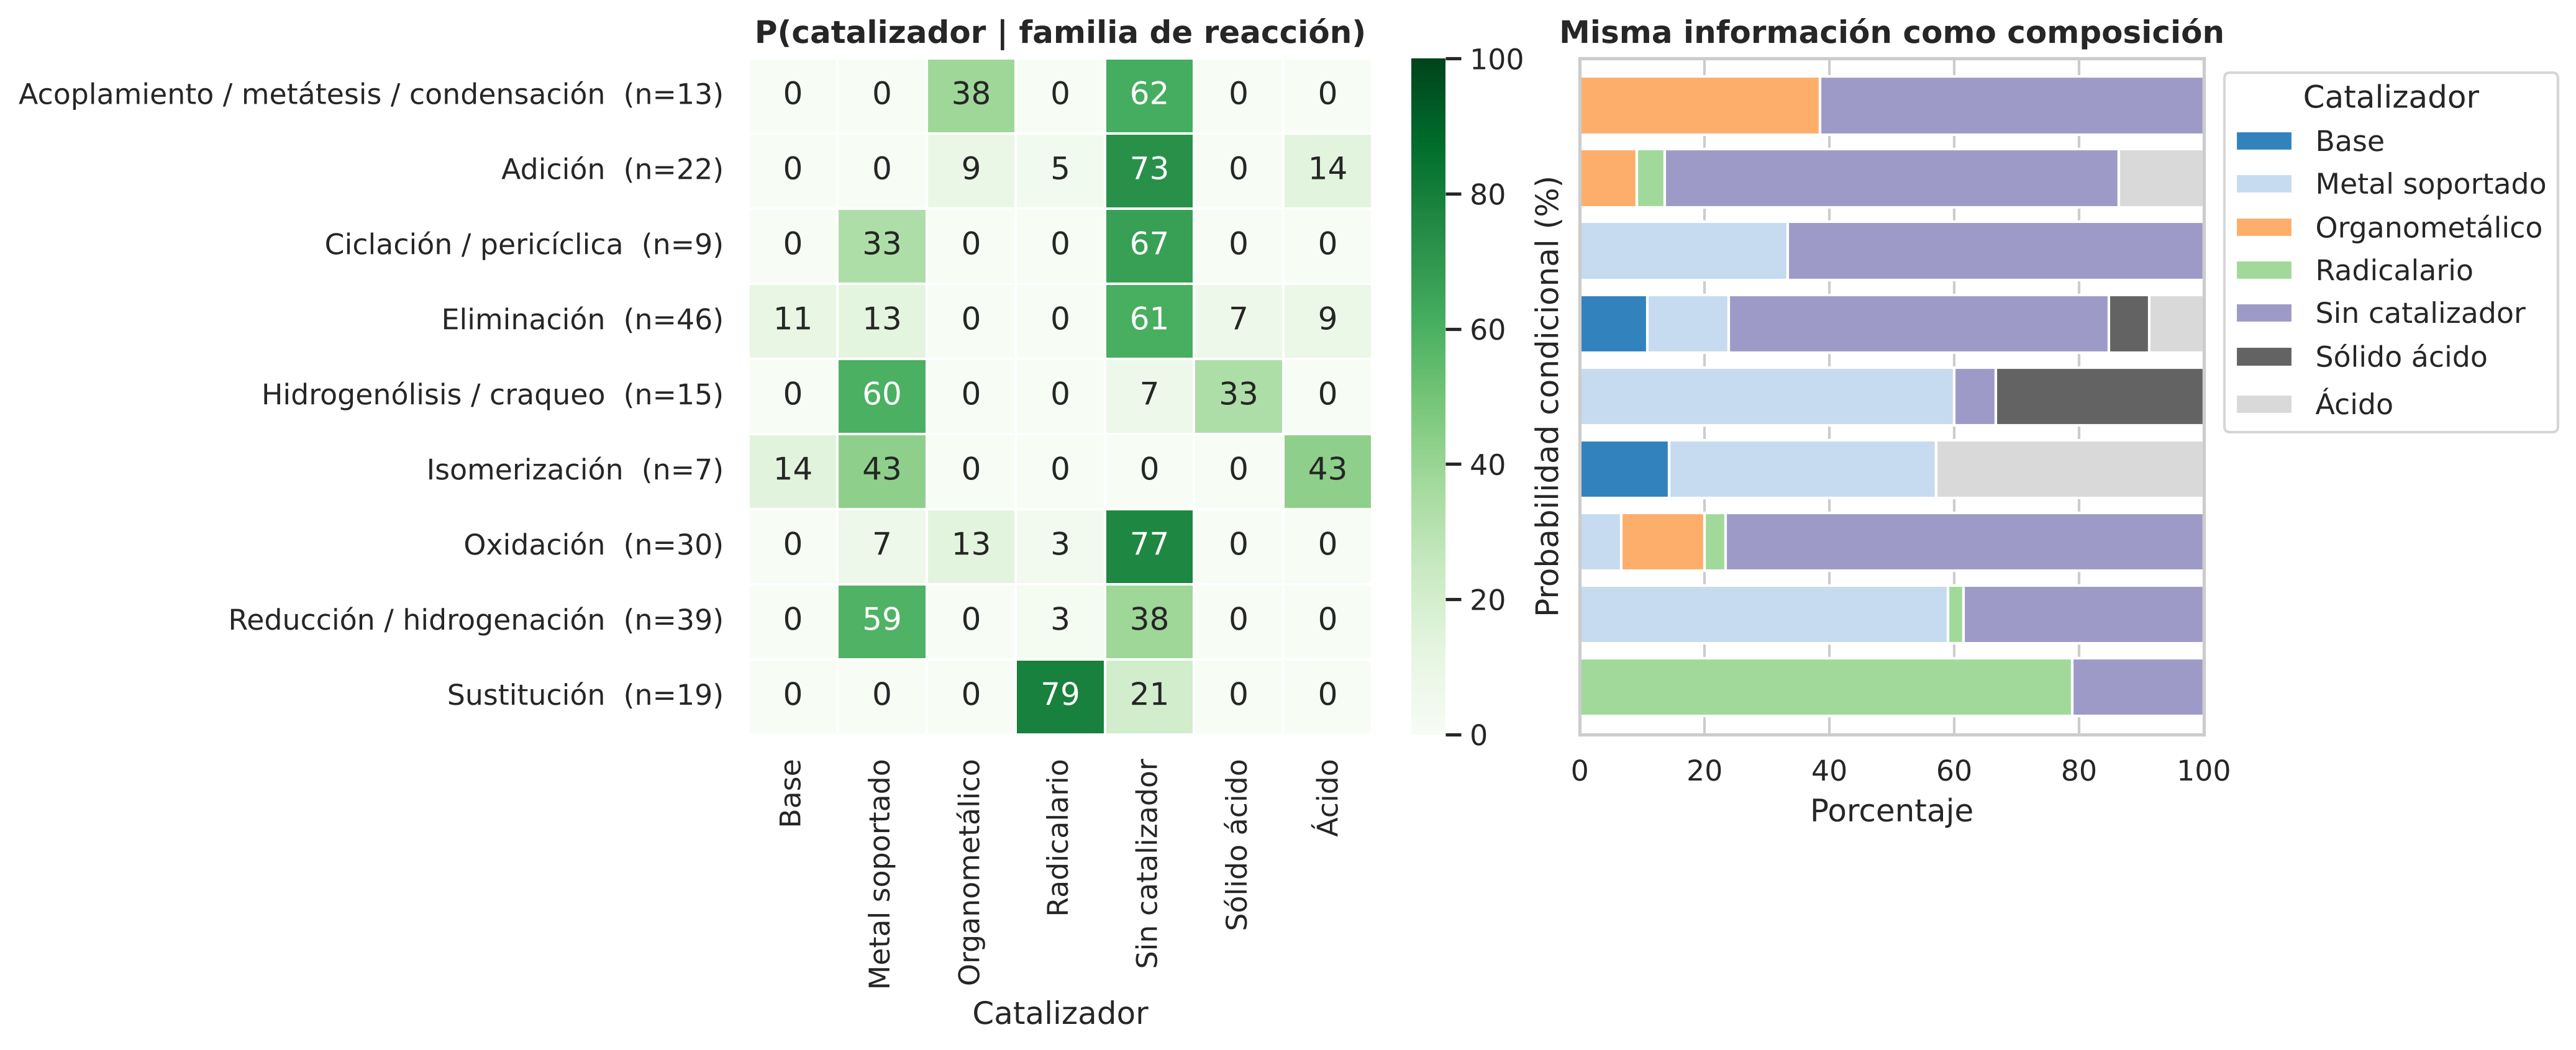 P(catalizador | familia de reacción)
Acoplamiento / metátesis / condensación (n=13) 0 0 38 0 62 0 0
Adición (n=22) 0 0 9 5 73 0 14
Ciclación / pericíclica (n=9) 0 33 0 0 67 0 0
Eliminación (n=46) 11 13 0 0 61 7 9
Hidrogenólisis / craqueo (n=15) 0 60 0 0 7 33 0
Isomerización (n=7) 14 43 0 0 0 0 43
Oxidación (n=30) 0 7 13 3 77 0 0
Reducción / hidrogenación (n=39) 0 59 0 3 38 0 0
Sustitución (n=19) 0 0 0 79 21 0 0
Base
Metal soportado
Organometálico
Radicalario
Sin catalizador
Sólido ácido
Ácido
Catalizador
100
80
60
40
20
0
Probabilidad condicional (%)
Misma información como composición
0 20 40 60 80 100
Porcentaje
Catalizador
Base
Metal soportado
Organometálico
Radicalario
Sin catalizador
Sólido ácido
Ácido